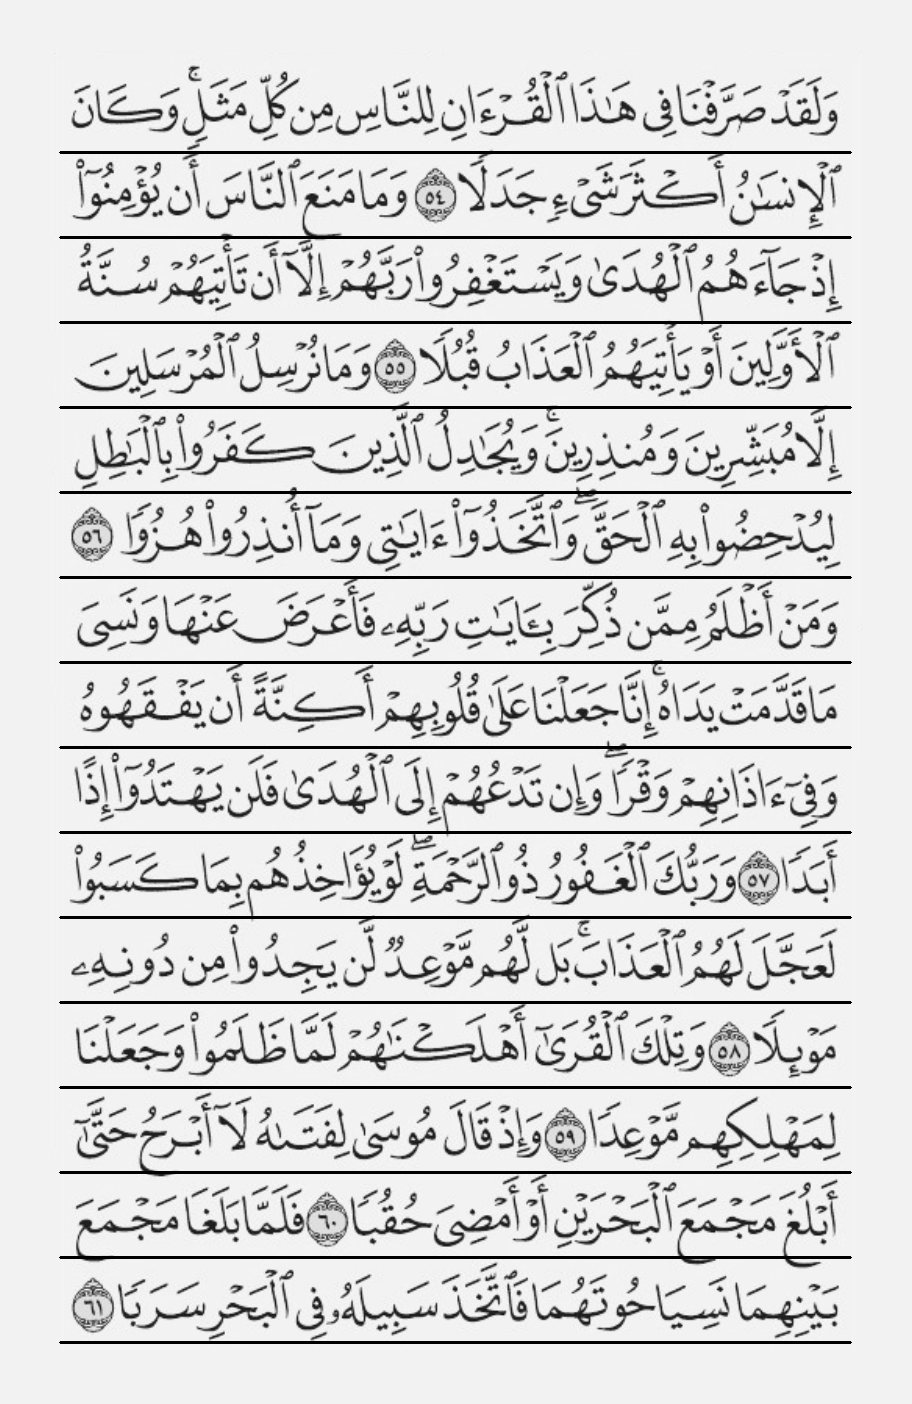 وَلَقَدْ صَرَّفْنَا فِى هَٰذَا ٱلْقُرْءَانِ لِلنَّاسِ مِن كُلِّ مَثَلٍۚ وَكَانَ
ٱلْإِنسَٰنُ أَكْثَرَ شَىْءٍ جَدَلًا ٥٤ وَمَا مَنَعَ ٱلنَّاسَ أَن يُؤْمِنُوٓا۟
إِذْ جَآءَهُمُ ٱلْهُدَىٰ وَيَسْتَغْفِرُوا۟ رَبَّهُمْ إِلَّآ أَن تَأْتِيَهُمْ سُنَّةُ
ٱلْأَوَّلِينَ أَوْ يَأْتِيَهُمُ ٱلْعَذَابُ قُبُلًا ٥٥ وَمَا نُرْسِلُ ٱلْمُرْسَلِينَ
إِلَّا مُبَشِّرِينَ وَمُنذِرِينَۚ وَيُجَٰدِلُ ٱلَّذِينَ كَفَرُوا۟ بِٱلْبَٰطِلِ
لِيُدْحِضُوا۟ بِهِ ٱلْحَقَّۖ وَٱتَّخَذُوٓا۟ ءَايَٰتِى وَمَآ أُنذِرُوا۟ هُزُوًا ٥٦
وَمَنْ أَظْلَمُ مِمَّن ذُكِّرَ بِـَٔايَٰتِ رَبِّهِۦ فَأَعْرَضَ عَنْهَا وَنَسِىَ
مَا قَدَّمَتْ يَدَاهُۚ إِنَّا جَعَلْنَا عَلَىٰ قُلُوبِهِمْ أَكِنَّةً أَن يَفْقَهُوهُ
وَفِىٓ ءَاذَانِهِمْ وَقْرًاۖ وَإِن تَدْعُهُمْ إِلَى ٱلْهُدَىٰ فَلَن يَهْتَدُوٓا۟ إِذًا
أَبَدًا ٥٧ وَرَبُّكَ ٱلْغَفُورُ ذُو ٱلرَّحْمَةِۖ لَوْ يُؤَاخِذُهُم بِمَا كَسَبُوا۟
لَعَجَّلَ لَهُمُ ٱلْعَذَابَۚ بَل لَّهُم مَّوْعِدٌ لَّن يَجِدُوا۟ مِن دُونِهِۦ
مَوْئِلًا ٥٨ وَتِلْكَ ٱلْقُرَىٰٓ أَهْلَكْنَٰهُمْ لَمَّا ظَلَمُوا۟ وَجَعَلْنَا
لِمَهْلِكِهِم مَّوْعِدًا ٥٩ وَإِذْ قَالَ مُوسَىٰ لِفَتَىٰهُ لَآ أَبْرَحُ حَتَّىٰٓ
أَبْلُغَ مَجْمَعَ ٱلْبَحْرَيْنِ أَوْ أَمْضِىَ حُقُبًا ٦٠ فَلَمَّا بَلَغَا مَجْمَعَ
بَيْنِهِمَا نَسِيَا حُوتَهُمَا فَٱتَّخَذَ سَبِيلَهُۥ فِى ٱلْبَحْرِ سَرَبًا ٦١